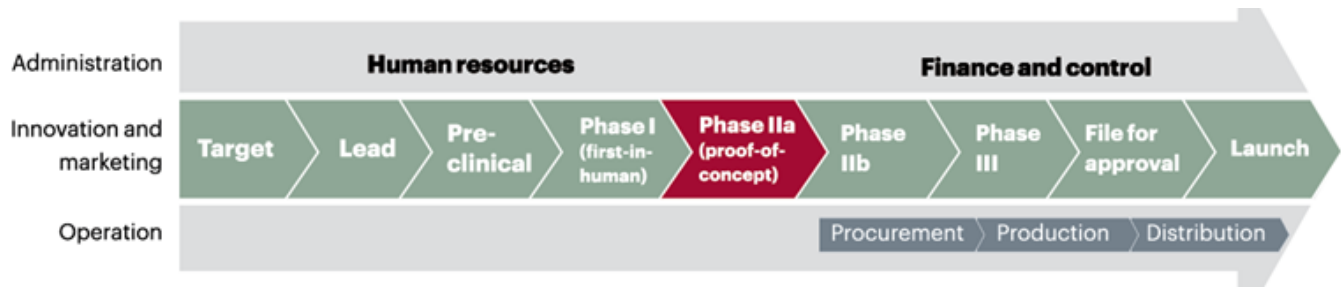 Administration
Human resources
Finance and control
Innovation and
marketing
Target
Lead
Pre-
clinical
Phase I
(first-in-
human)
Phase IIa
(proof-of-
concept)
Phase
IIb
Phase
III
File for
approval
Launch
Operation
Procurement
Production
Distribution